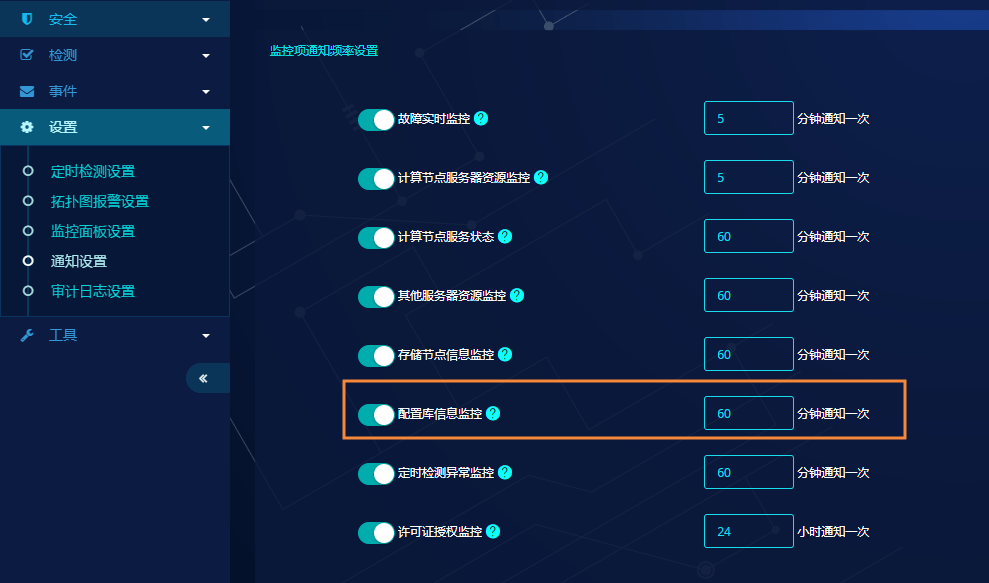 安全
检测
事件
设置
定时检测设置
拓扑图报警设置
监控面板设置
通知设置
审计日志设置
工具
监控项通知频率设置
故障实时监控 ? 5 分钟通知一次
计算节点服务器资源监控 ? 5 分钟通知一次
计算节点服务状态 ? 60 分钟通知一次
其他服务器资源监控 ? 60 分钟通知一次
存储节点信息监控 ? 60 分钟通知一次
配置库信息监控 ? 60 分钟通知一次
定时检测异常监控 ? 60 分钟通知一次
许可证授权监控 ? 24 小时通知一次